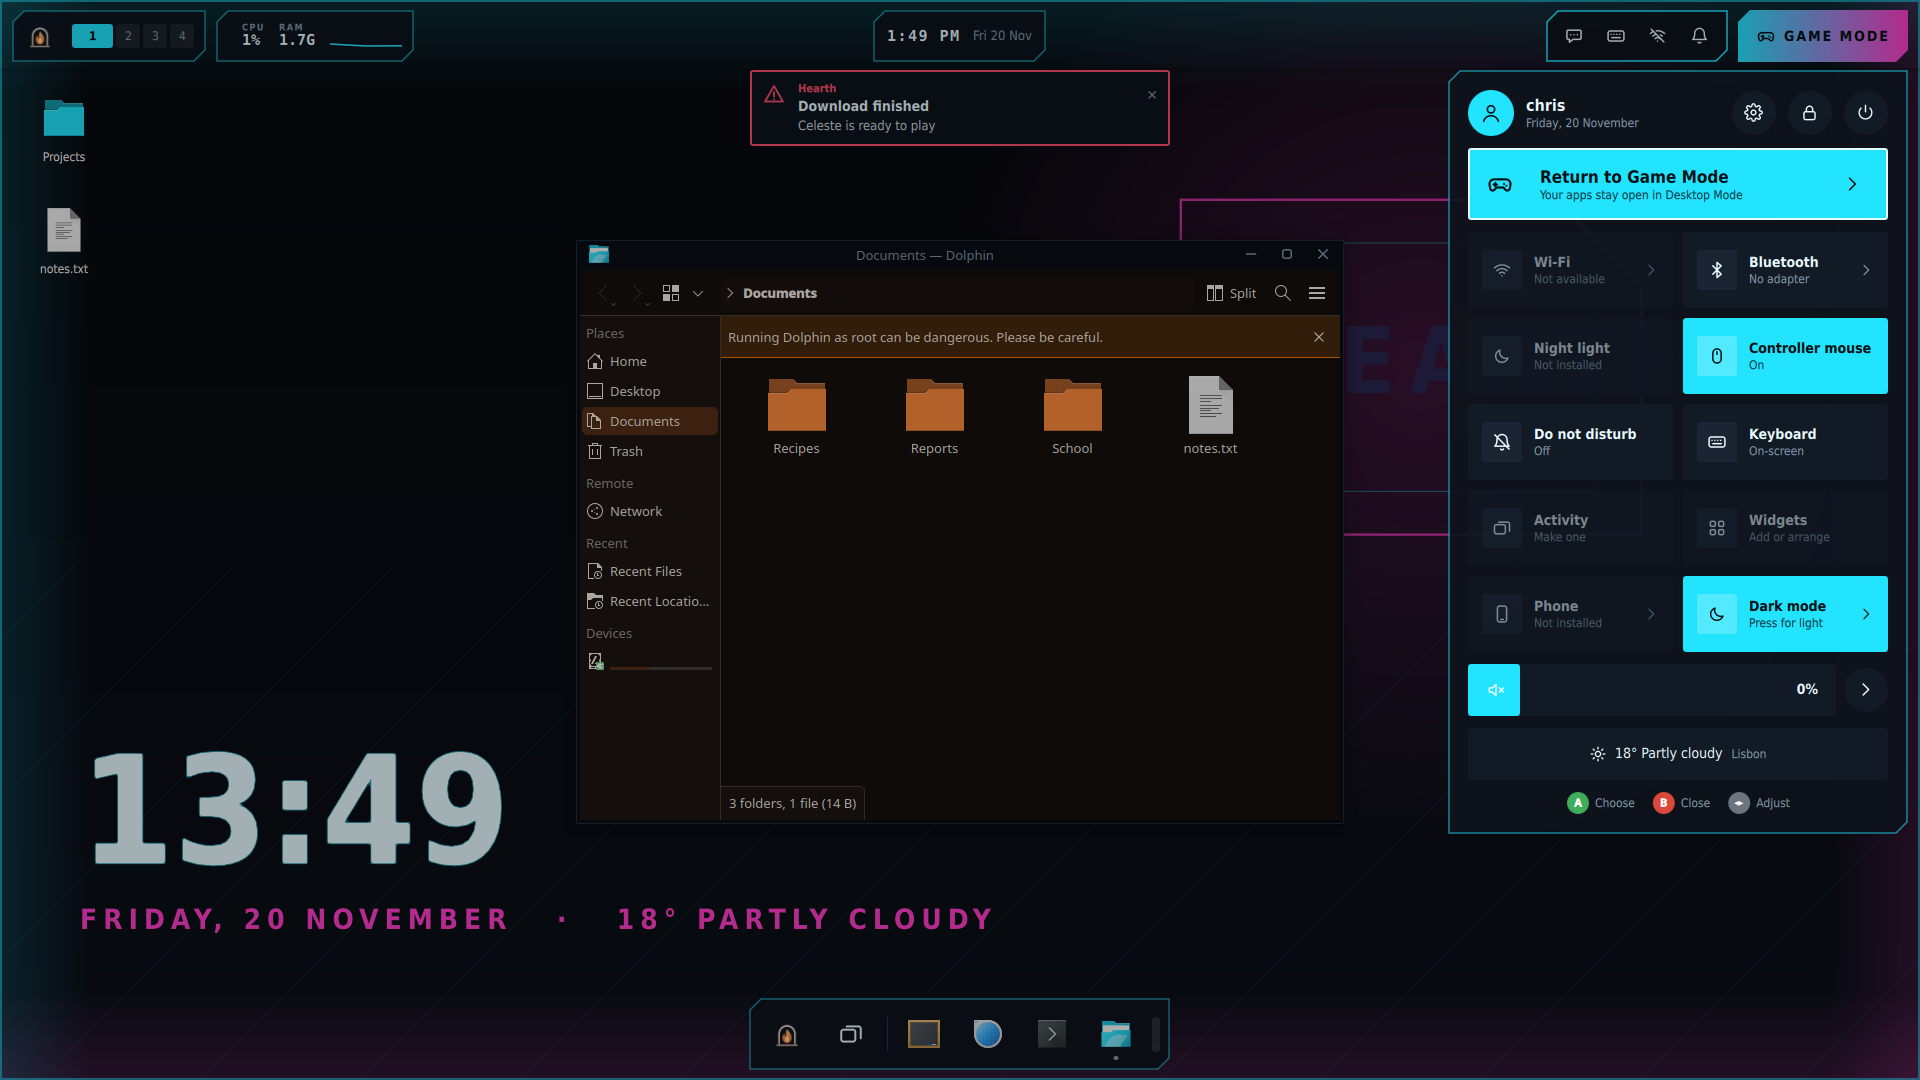 1 2 3 4
CPU RAM
1% 1.7G
1:49 PM Fri 20 Nov
GAME MODE
Hearth
Download finished
Celeste is ready to play
Projects
notes.txt
Documents — Dolphin
Documents
Split
Places
Home
Desktop
Documents
Trash
Remote
Network
Recent
Recent Files
Recent Locatio...
Devices
Running Dolphin as root can be dangerous. Please be careful.
Recipes
Reports
School
notes.txt
3 folders, 1 file (14 B)
EA
chris
Friday, 20 November
Return to Game Mode
Your apps stay open in Desktop Mode
Wi-Fi
Not available
Bluetooth
No adapter
Night light
Not installed
Controller mouse
On
Do not disturb
Off
Keyboard
On-screen
Activity
Make one
Widgets
Add or arrange
Phone
Not installed
Dark mode
Press for light
0%
18° Partly cloudy Lisbon
A Choose B Close Adjust
13:49
FRIDAY, 20 NOVEMBER · 18° PARTLY CLOUDY